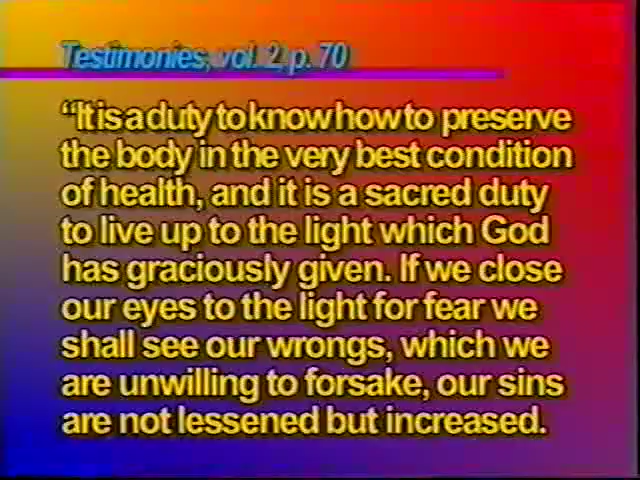 Testimonies, vol. 2, p. 70
“It is a duty to know how to preserve
the body in the very best condition
of health, and it is a sacred duty
to live up to the light which God
has graciously given. If we close
our eyes to the light for fear we
shall see our wrongs, which we
are unwilling to forsake, our sins
are not lessened but increased.